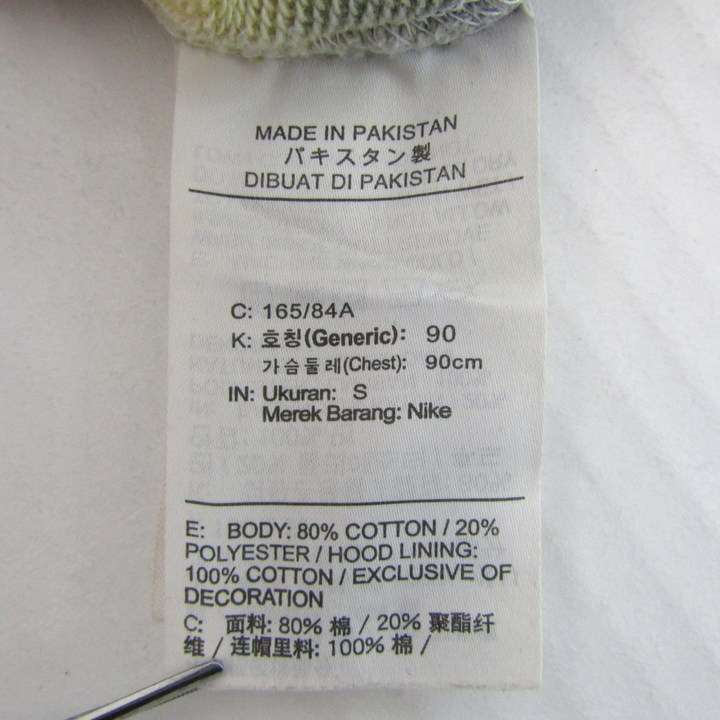 MADE IN PAKISTAN
パキスタン製
DIBUAT DI PAKISTAN
C: 165/84A
K: 호칭(Generic): 90
가슴둘레(Chest): 90cm
IN: Ukuran: S
Merek Barang: Nike
E: BODY: 80% COTTON / 20%
POLYESTER / HOOD LINING:
100% COTTON / EXCLUSIVE OF
DECORATION
C: 面料: 80% 棉 / 20% 聚酯纤
维 / 连帽里料: 100% 棉 /